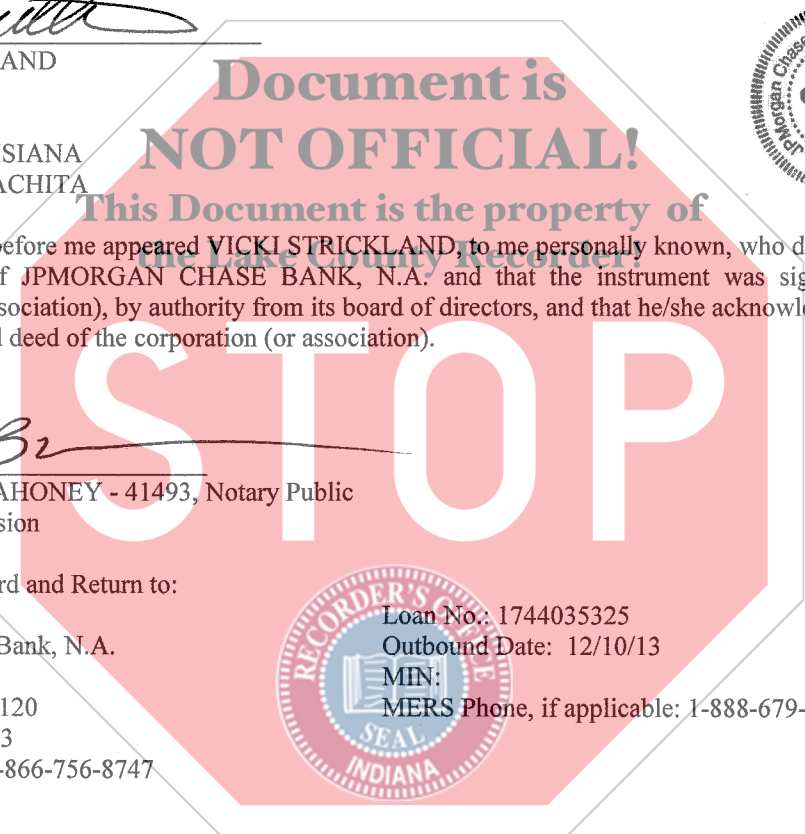 AND
JPMorgan Chase
Document is
NOT OFFICIAL!
This Document is the property of
the Lake County Recorder!
ISIANA
ACHITA
before me appeared VICKI STRICKLAND, to me personally known, who d
f JPMORGAN CHASE BANK, N.A. and that the instrument was sig
sociation), by authority from its board of directors, and that he/she acknowl
l deed of the corporation (or association).
STOP
AHONEY - 41493, Notary Public
sion
rd and Return to:
Bank, N.A.
120
3
-866-756-8747
Loan No.: 1744035325
Outbound Date: 12/10/13
MIN:
MERS Phone, if applicable: 1-888-679-
RECORDER'S OFFICE
SEAL
INDIANA